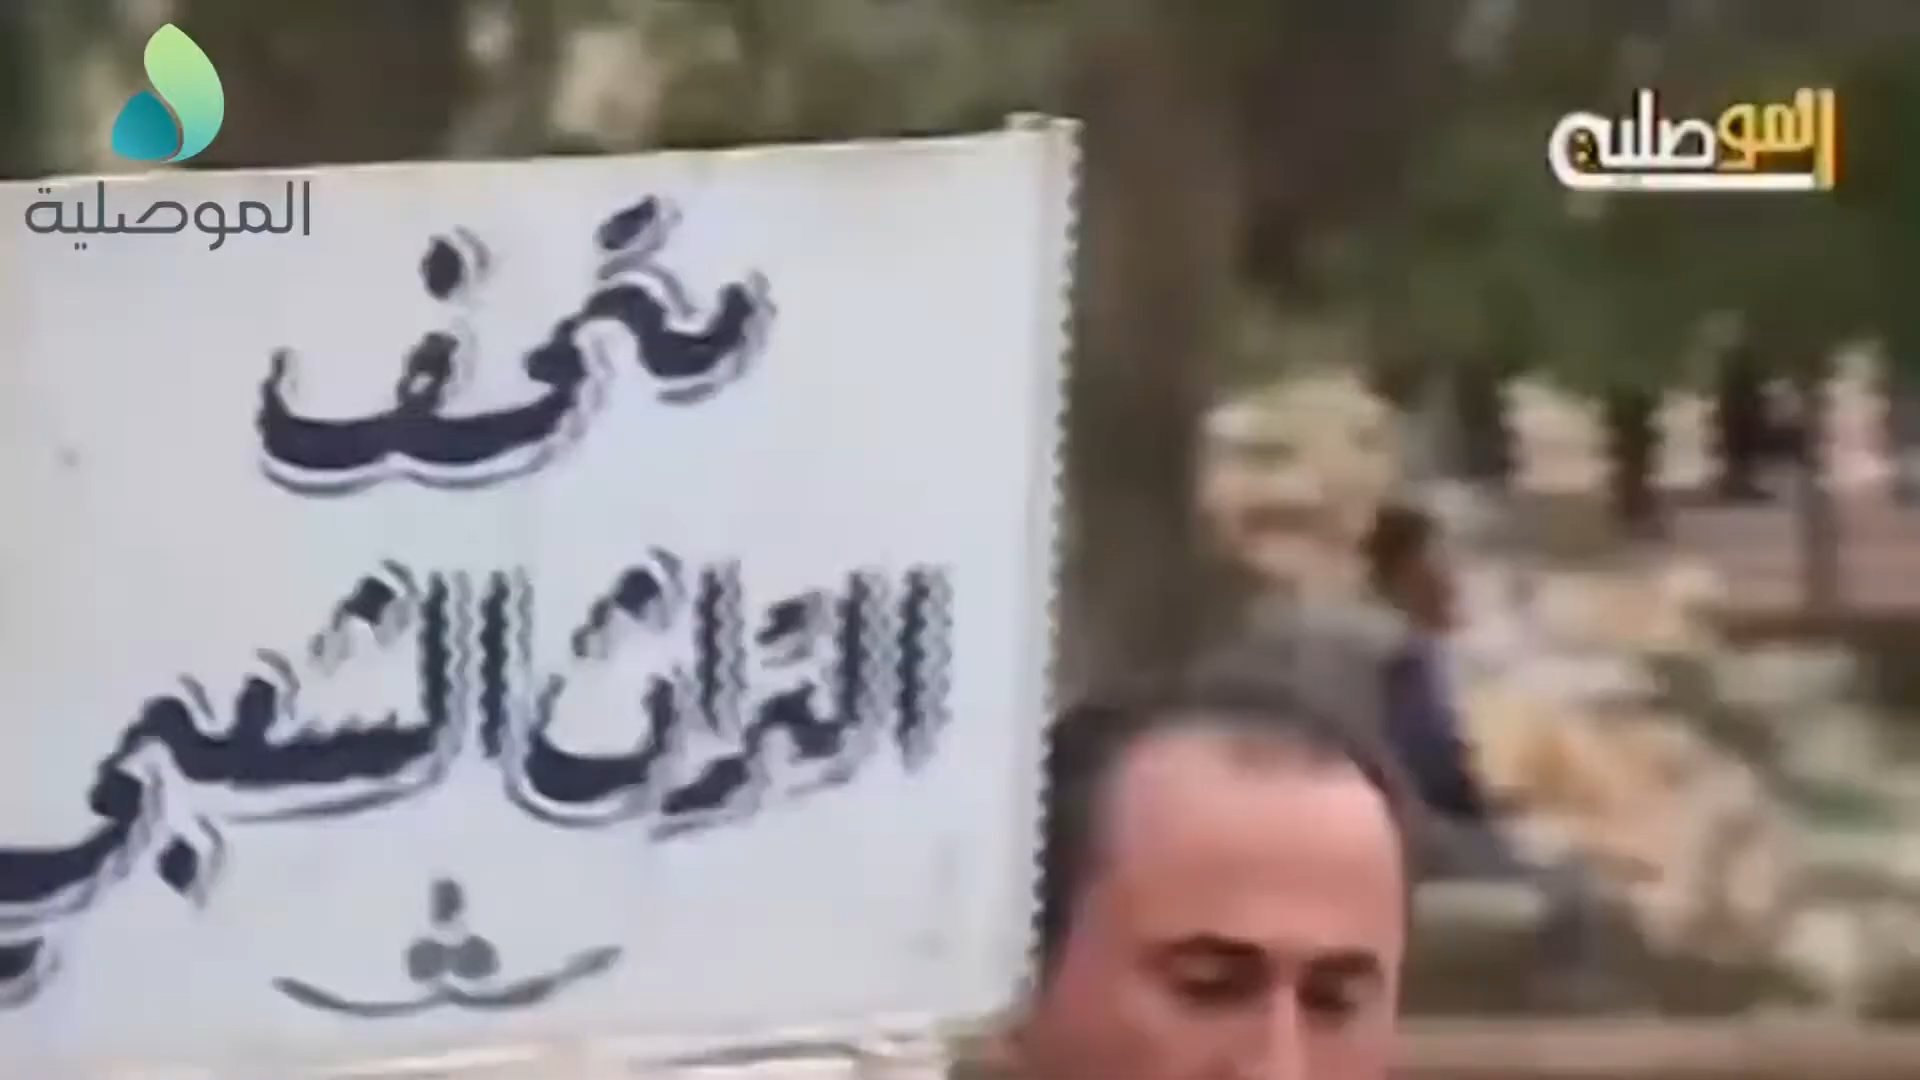 الموصلية
الموصلية
متحف
التراث الشعبي